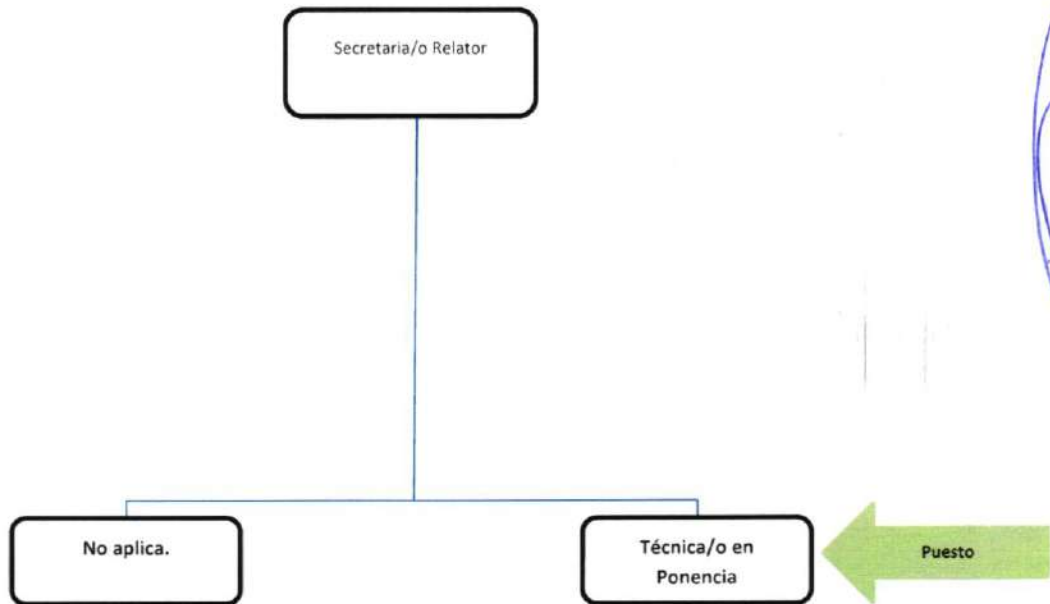 Secretaria/o Relator
No aplica.
Técnica/o en
Ponencia
Puesto